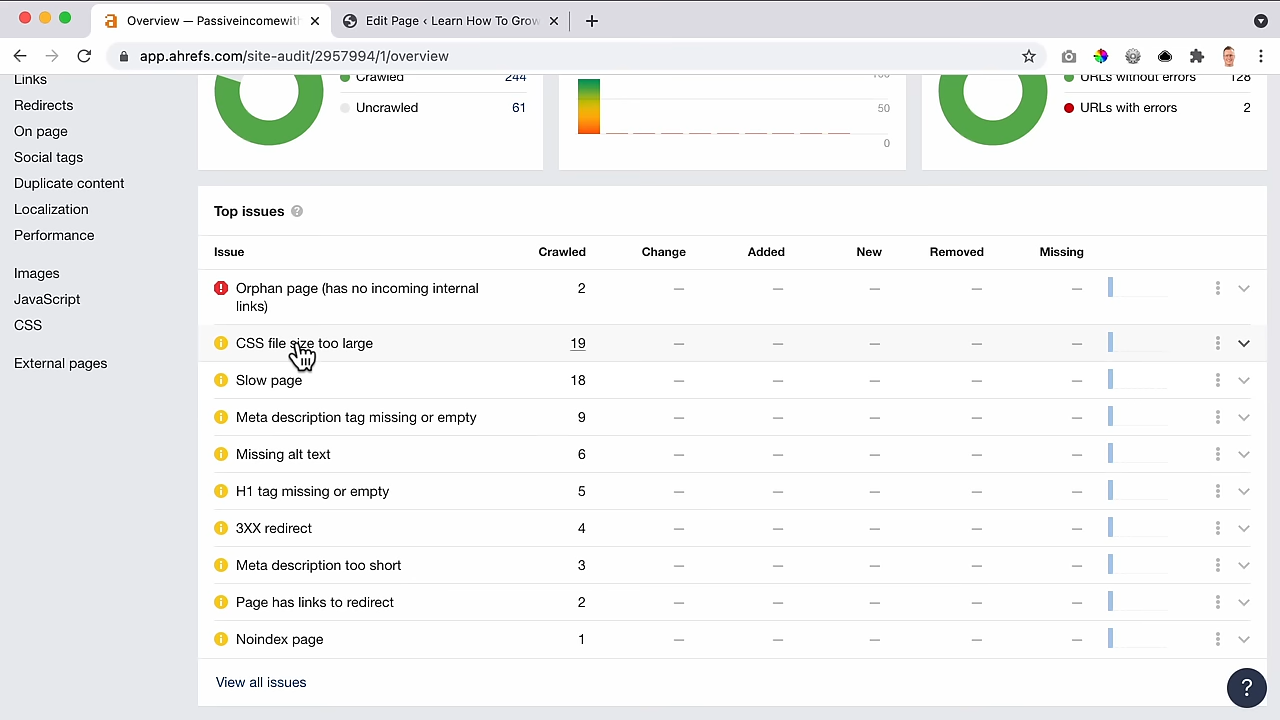 Overview — Passiveincomewith
Edit Page ‹ Learn How To Grow
app.ahrefs.com/site-audit/2957994/1/overview
Links
Redirects
On page
Social tags
Duplicate content
Localization
Performance
Images
JavaScript
CSS
External pages
Crawled 244
Uncrawled 61
100
50
0
URLs without errors 128
URLs with errors 2
Top issues ?
Issue Crawled Change Added New Removed Missing
Orphan page (has no incoming internal
links) 2 — — — — —
CSS file size too large 19 — — — — —
Slow page 18 — — — — —
Meta description tag missing or empty 9 — — — — —
Missing alt text 6 — — — — —
H1 tag missing or empty 5 — — — — —
3XX redirect 4 — — — — —
Meta description too short 3 — — — — —
Page has links to redirect 2 — — — — —
Noindex page 1 — — — — —
View all issues
?